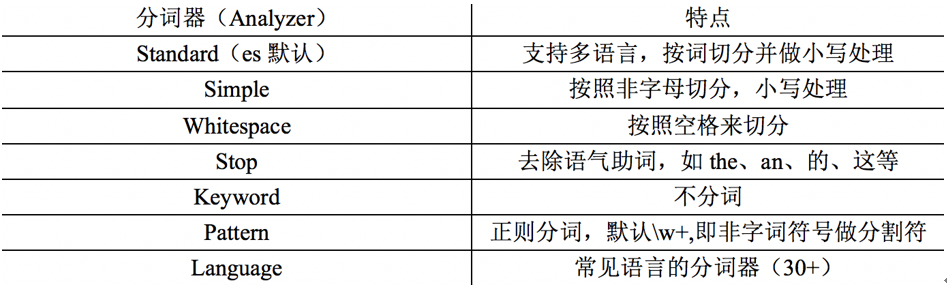 分词器（Analyzer） 特点
Standard（es 默认） 支持多语言，按词切分并做小写处理
Simple 按照非字母切分，小写处理
Whitespace 按照空格来切分
Stop 去除语气助词，如 the、an、的、这等
Keyword 不分词
Pattern 正则分词，默认\w+,即非字词符号做分割符
Language 常见语言的分词器（30+）